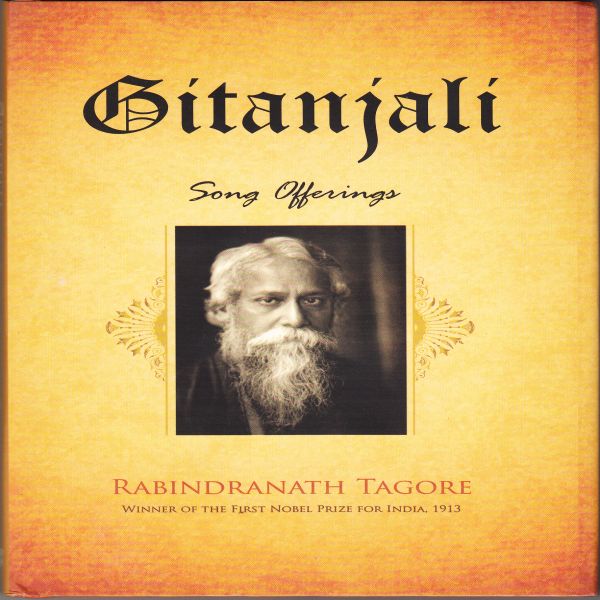 Gitanjali
Song Offerings
RABINDRANATH TAGORE
WINNER OF THE FIRST NOBEL PRIZE FOR INDIA, 1913